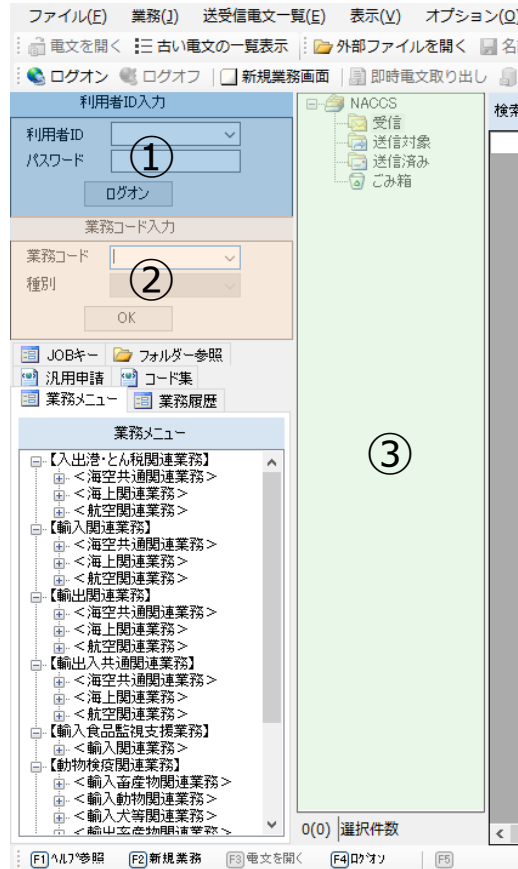 ファイル(F) 業務(J) 送受信電文一覧(E) 表示(V) オプション(O)
電文を開く 古い電文の一覧表示 外部ファイルを開く 名
ログオン ログオフ 新規業務画面 即時電文取り出し
利用者ID入力
利用者ID
パスワード
①
ログオン
業務コード入力
業務コード
種別
②
OK
JOBキー フォルダー参照
汎用申請 コード集
業務メニュー 業務履歴
業務メニュー
【入出港・とん税関連業務】
<海空共通関連業務>
<海上関連業務>
<航空関連業務>
【輸入関連業務】
<海空共通関連業務>
<海上関連業務>
<航空関連業務>
【輸出関連業務】
<海空共通関連業務>
<海上関連業務>
<航空関連業務>
【輸出入共通関連業務】
<海空共通関連業務>
<海上関連業務>
<航空関連業務>
【輸入食品監視支援業務】
<輸入関連業務>
【動物検疫関連業務】
<輸入畜産物関連業務>
<輸入動物関連業務>
<輸入犬等関連業務>
<輸出畜産物関連業務>
NACCS
受信
送信対象
送信済み
ごみ箱
③
0(0) 選択件数
検索
F1 ヘルプ参照 F2 新規業務 F3 電文を開く F4 ログオン F5